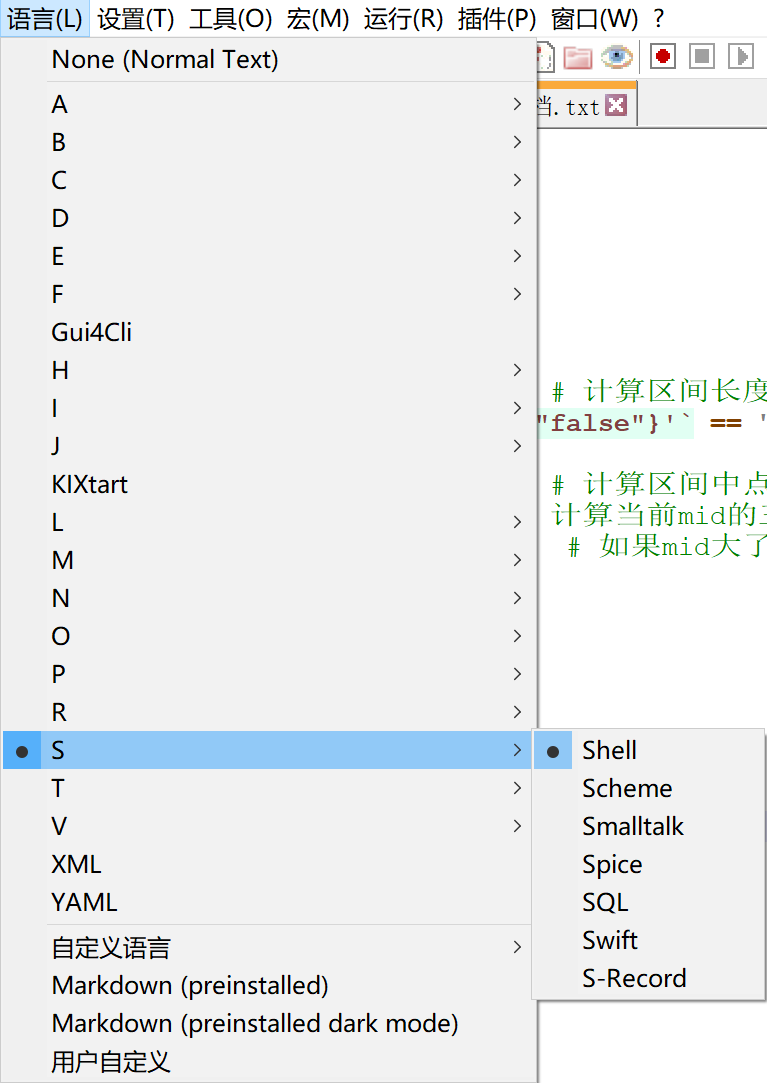 语言(L) 设置(T) 工具(O) 宏(M) 运行(R) 插件(P) 窗口(W) ?
None (Normal Text)
A
档.txt
B
C
D
E
F
Gui4Cli
H
# 计算区间长度
I
"false"}'` == '
J
KIXtart
# 计算区间中点
L
计算当前mid的
M
# 如果mid大了
N
O
P
R
S
Shell
T
Scheme
V
Smalltalk
XML
Spice
YAML
SQL
自定义语言
Swift
Markdown (preinstalled)
S-Record
Markdown (preinstalled dark mode)
用户自定义